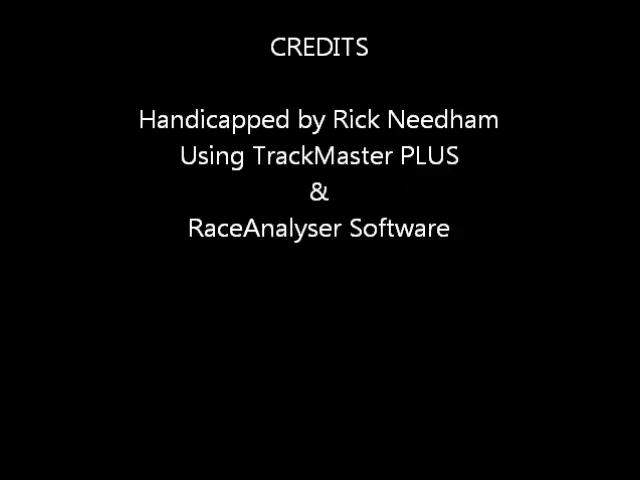 CREDITS
Handicapped by Rick Needham
Using TrackMaster PLUS
&
RaceAnalyser Software